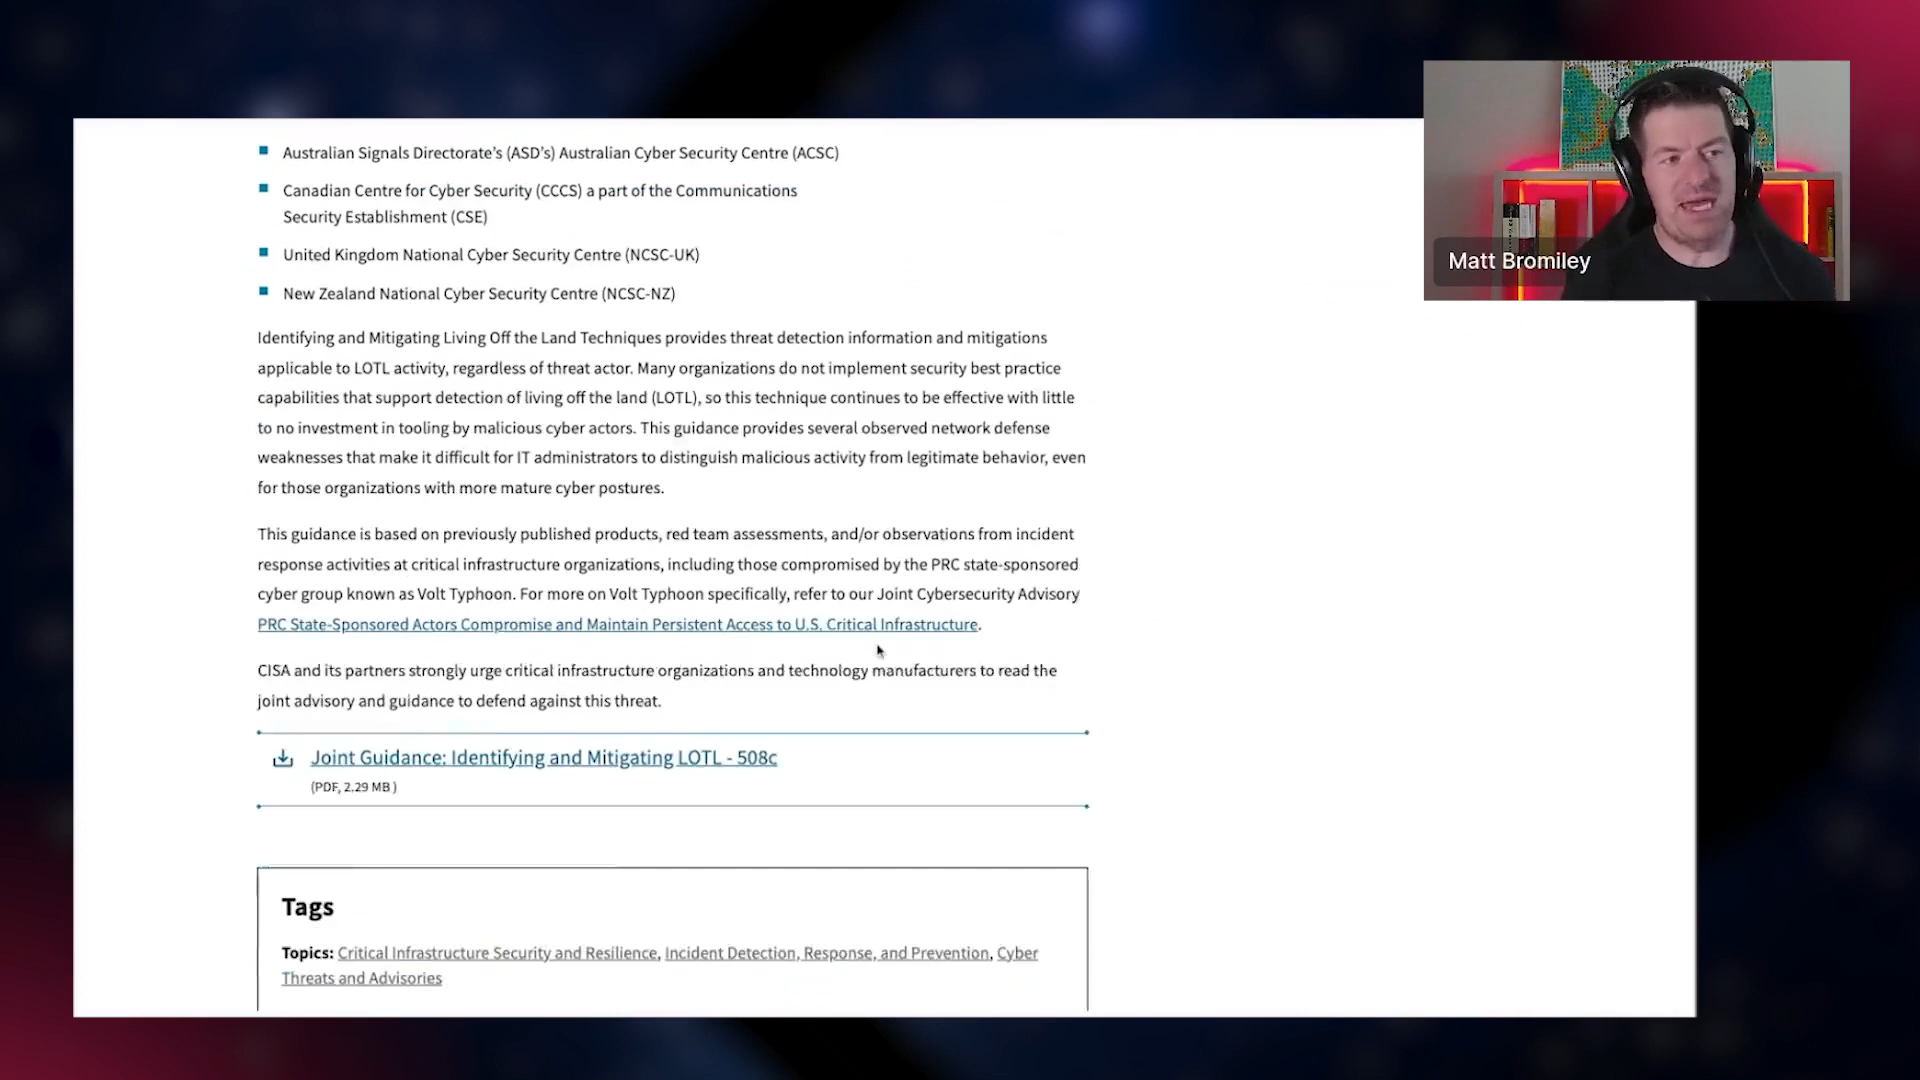 Australian Signals Directorate’s (ASD’s) Australian Cyber Security Centre (ACSC)
Canadian Centre for Cyber Security (CCCS) a part of the Communications
Security Establishment (CSE)
United Kingdom National Cyber Security Centre (NCSC-UK)
New Zealand National Cyber Security Centre (NCSC-NZ)
Identifying and Mitigating Living Off the Land Techniques provides threat detection information and mitigations
applicable to LOTL activity, regardless of threat actor. Many organizations do not implement security best practice
capabilities that support detection of living off the land (LOTL), so this technique continues to be effective with little
to no investment in tooling by malicious cyber actors. This guidance provides several observed network defense
weaknesses that make it difficult for IT administrators to distinguish malicious activity from legitimate behavior, even
for those organizations with more mature cyber postures.
This guidance is based on previously published products, red team assessments, and/or observations from incident
response activities at critical infrastructure organizations, including those compromised by the PRC state-sponsored
cyber group known as Volt Typhoon. For more on Volt Typhoon specifically, refer to our Joint Cybersecurity Advisory
PRC State-Sponsored Actors Compromise and Maintain Persistent Access to U.S. Critical Infrastructure.
CISA and its partners strongly urge critical infrastructure organizations and technology manufacturers to read the
joint advisory and guidance to defend against this threat.
Joint Guidance: Identifying and Mitigating LOTL - 508c
(PDF, 2.29 MB )
Tags
Topics: Critical Infrastructure Security and Resilience, Incident Detection, Response, and Prevention, Cyber
Threats and Advisories
Matt Bromiley